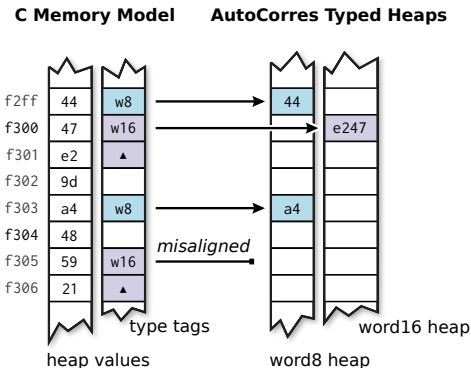 C Memory Model AutoCorres Typed Heaps
f2ff 44 w8 44
f300 47 w16 e247
f301 e2 ▲
f302 9d
f303 a4 w8 a4
f304 48
misaligned
f305 59 w16
f306 21 ▲
type tags word16 heap
heap values word8 heap